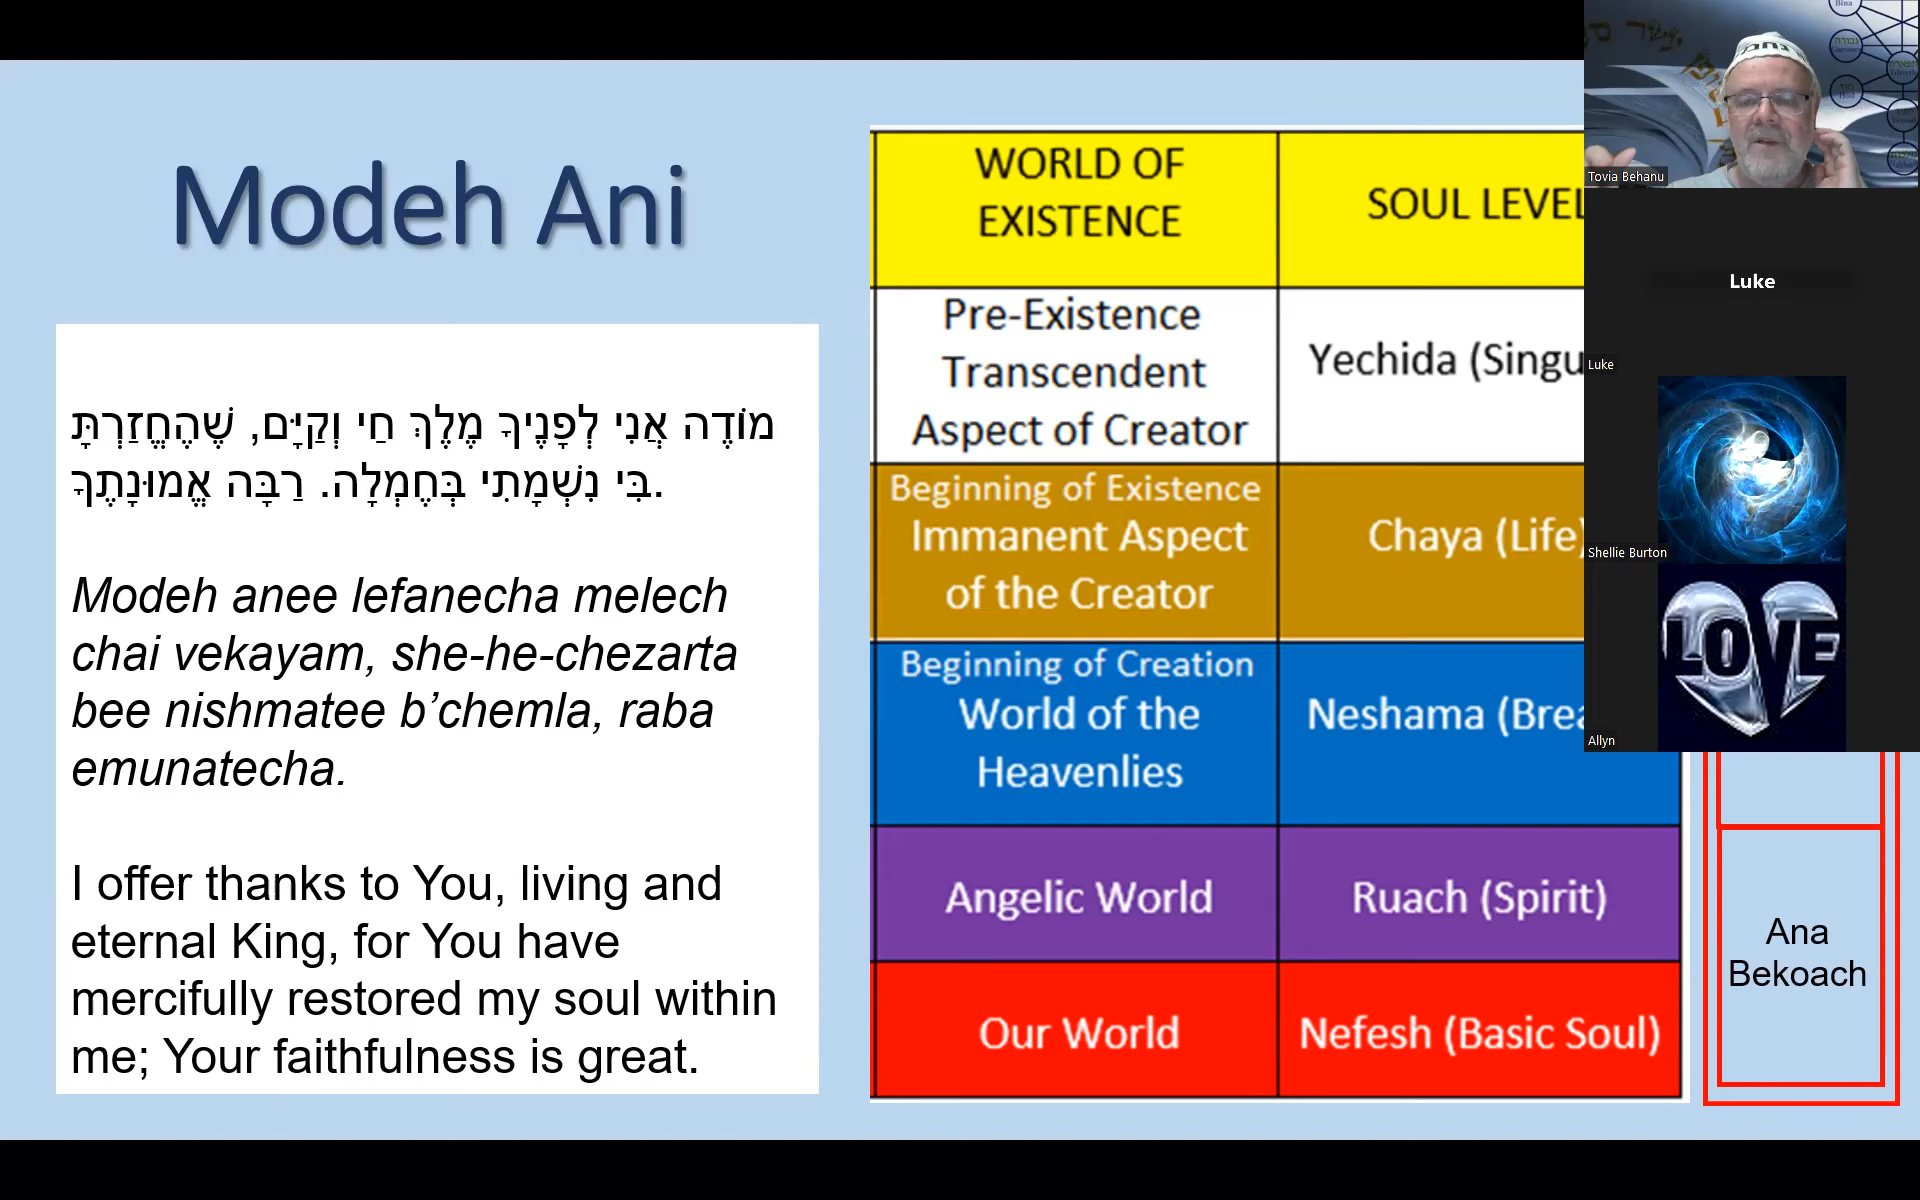 Modeh Ani
מוֹדֶה אֲנִי לְפָנֶיךָ מֶלֶךְ חַי וְקַיָּם, שֶׁהֶחֱזַרְתָּ
בִּי נִשְׁמָתִי בְּחֶמְלָה. רַבָּה אֱמוּנָתֶךָ.
Modeh anee lefanecha melech
chai vekayam, she-he-chezarta
bee nishmatee b’chemla, raba
emunatecha.
I offer thanks to You, living and
eternal King, for You have
mercifully restored my soul within
me; Your faithfulness is great.
WORLD OF
EXISTENCE
SOUL LEVEL
Pre-Existence
Transcendent
Aspect of Creator
Yechida (Singu
Beginning of Existence
Immanent Aspect
of the Creator
Chaya (Life)
Beginning of Creation
World of the
Heavenlies
Neshama (Brea
Angelic World
Ruach (Spirit)
Our World
Nefesh (Basic Soul)
Ana
Bekoach
Tovia Behanu
Luke
Luke
Shellie Burton
LOVE
Allyn